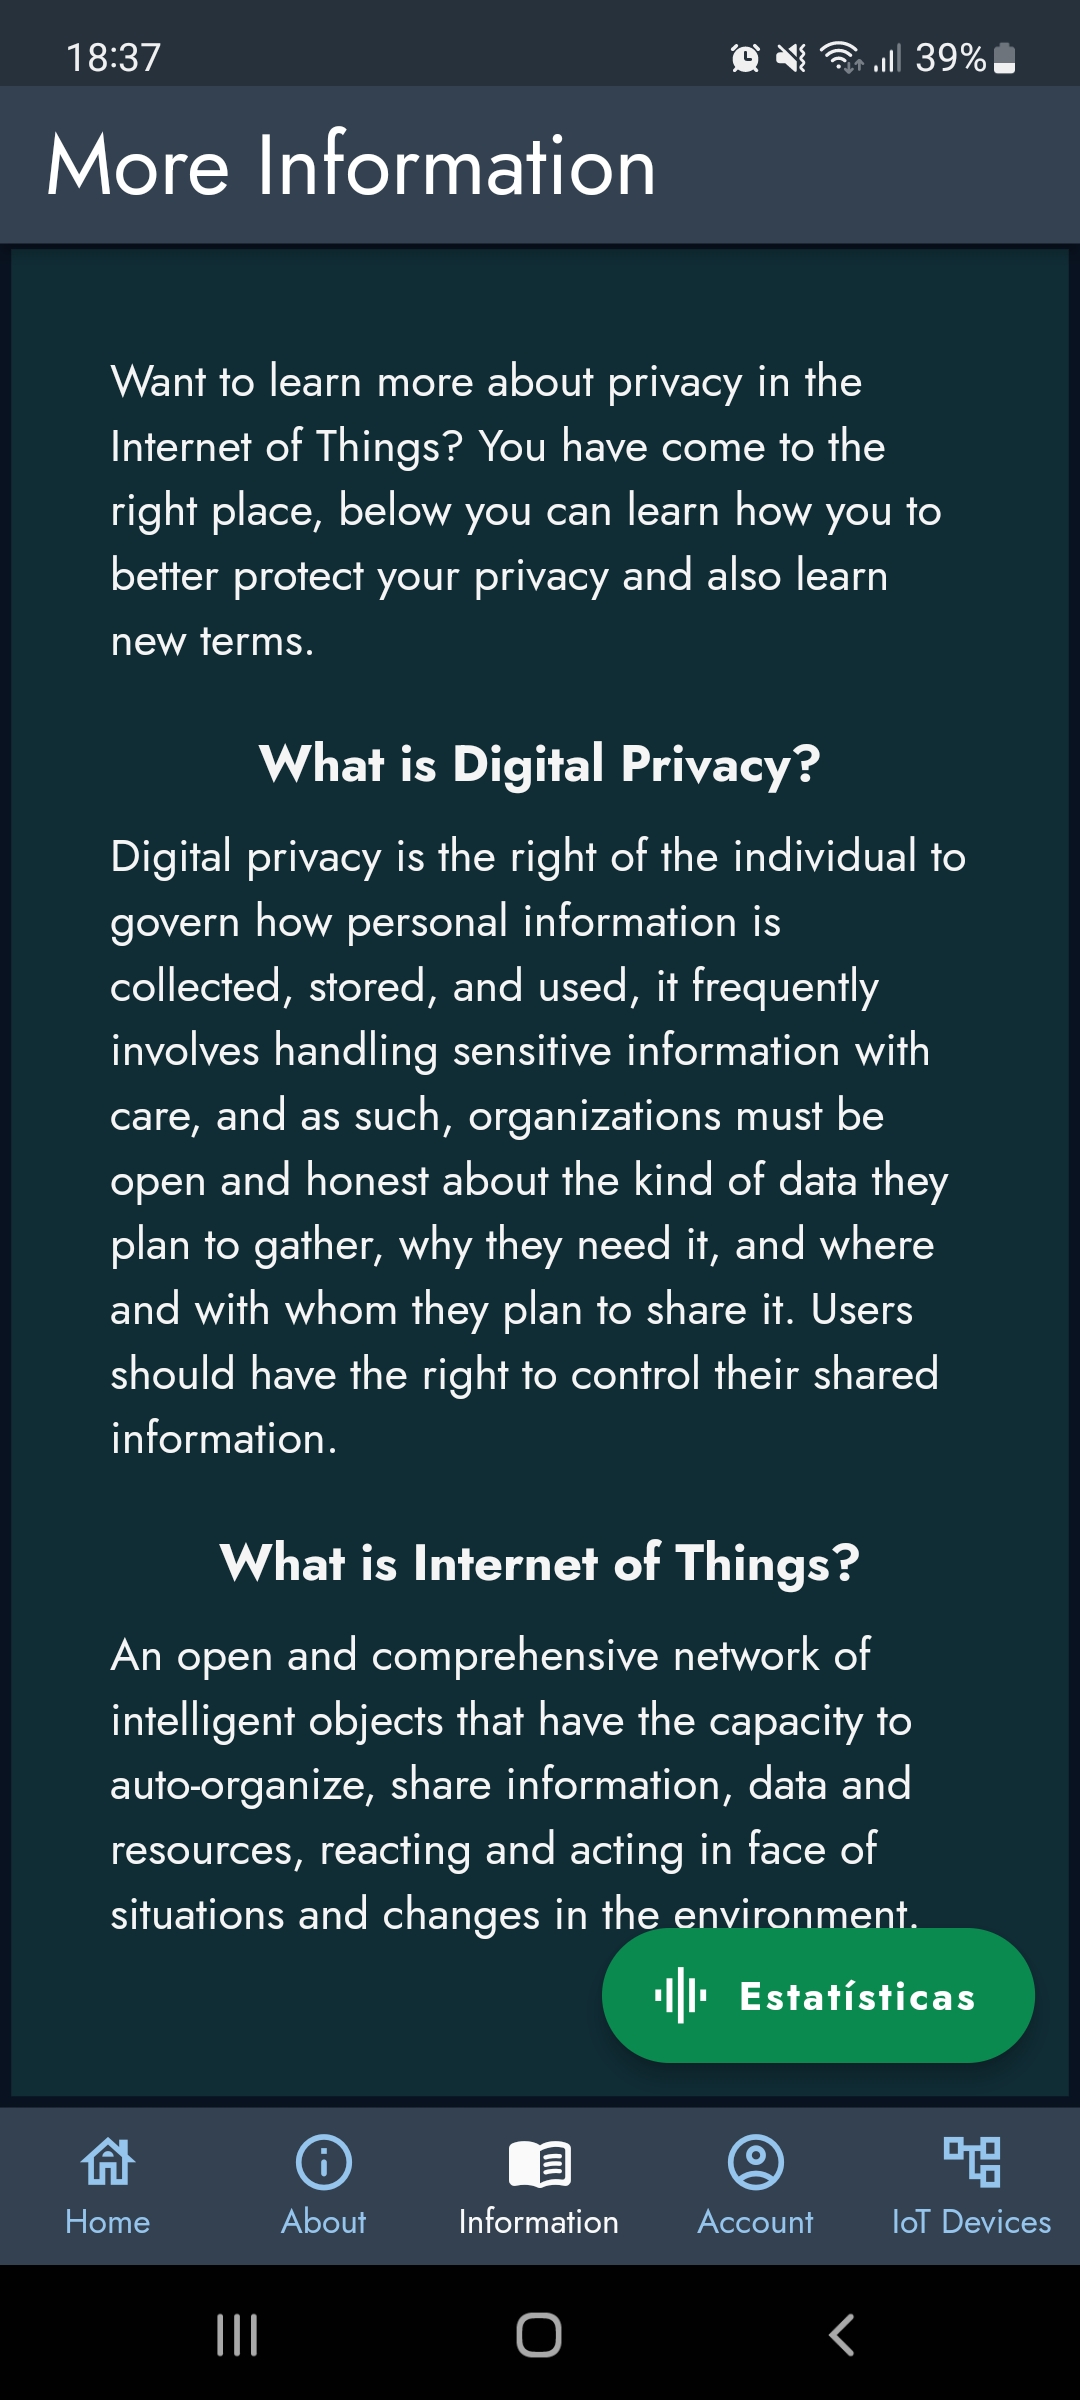 18:37
39%
More Information
Want to learn more about privacy in the
Internet of Things? You have come to the
right place, below you can learn how you to
better protect your privacy and also learn
new terms.
What is Digital Privacy?
Digital privacy is the right of the individual to
govern how personal information is
collected, stored, and used, it frequently
involves handling sensitive information with
care, and as such, organizations must be
open and honest about the kind of data they
plan to gather, why they need it, and where
and with whom they plan to share it. Users
should have the right to control their shared
information.
What is Internet of Things?
An open and comprehensive network of
intelligent objects that have the capacity to
auto-organize, share information, data and
resources, reacting and acting in face of
situations and changes in the environment.
Estatísticas
Home
About
Information
Account
IoT Devices